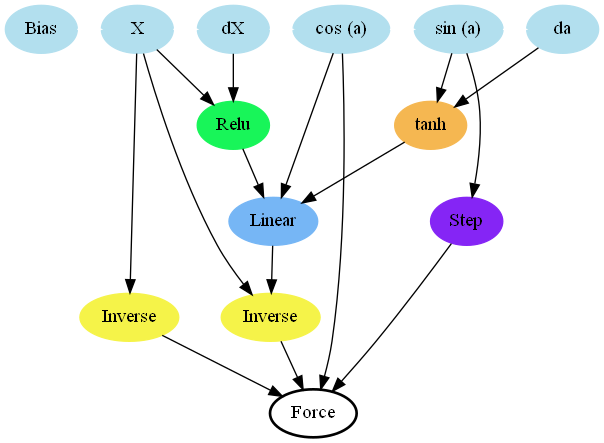 Bias
X
dX
cos (a)
sin (a)
da
Relu
tanh
Linear
Step
Inverse
Inverse
Force